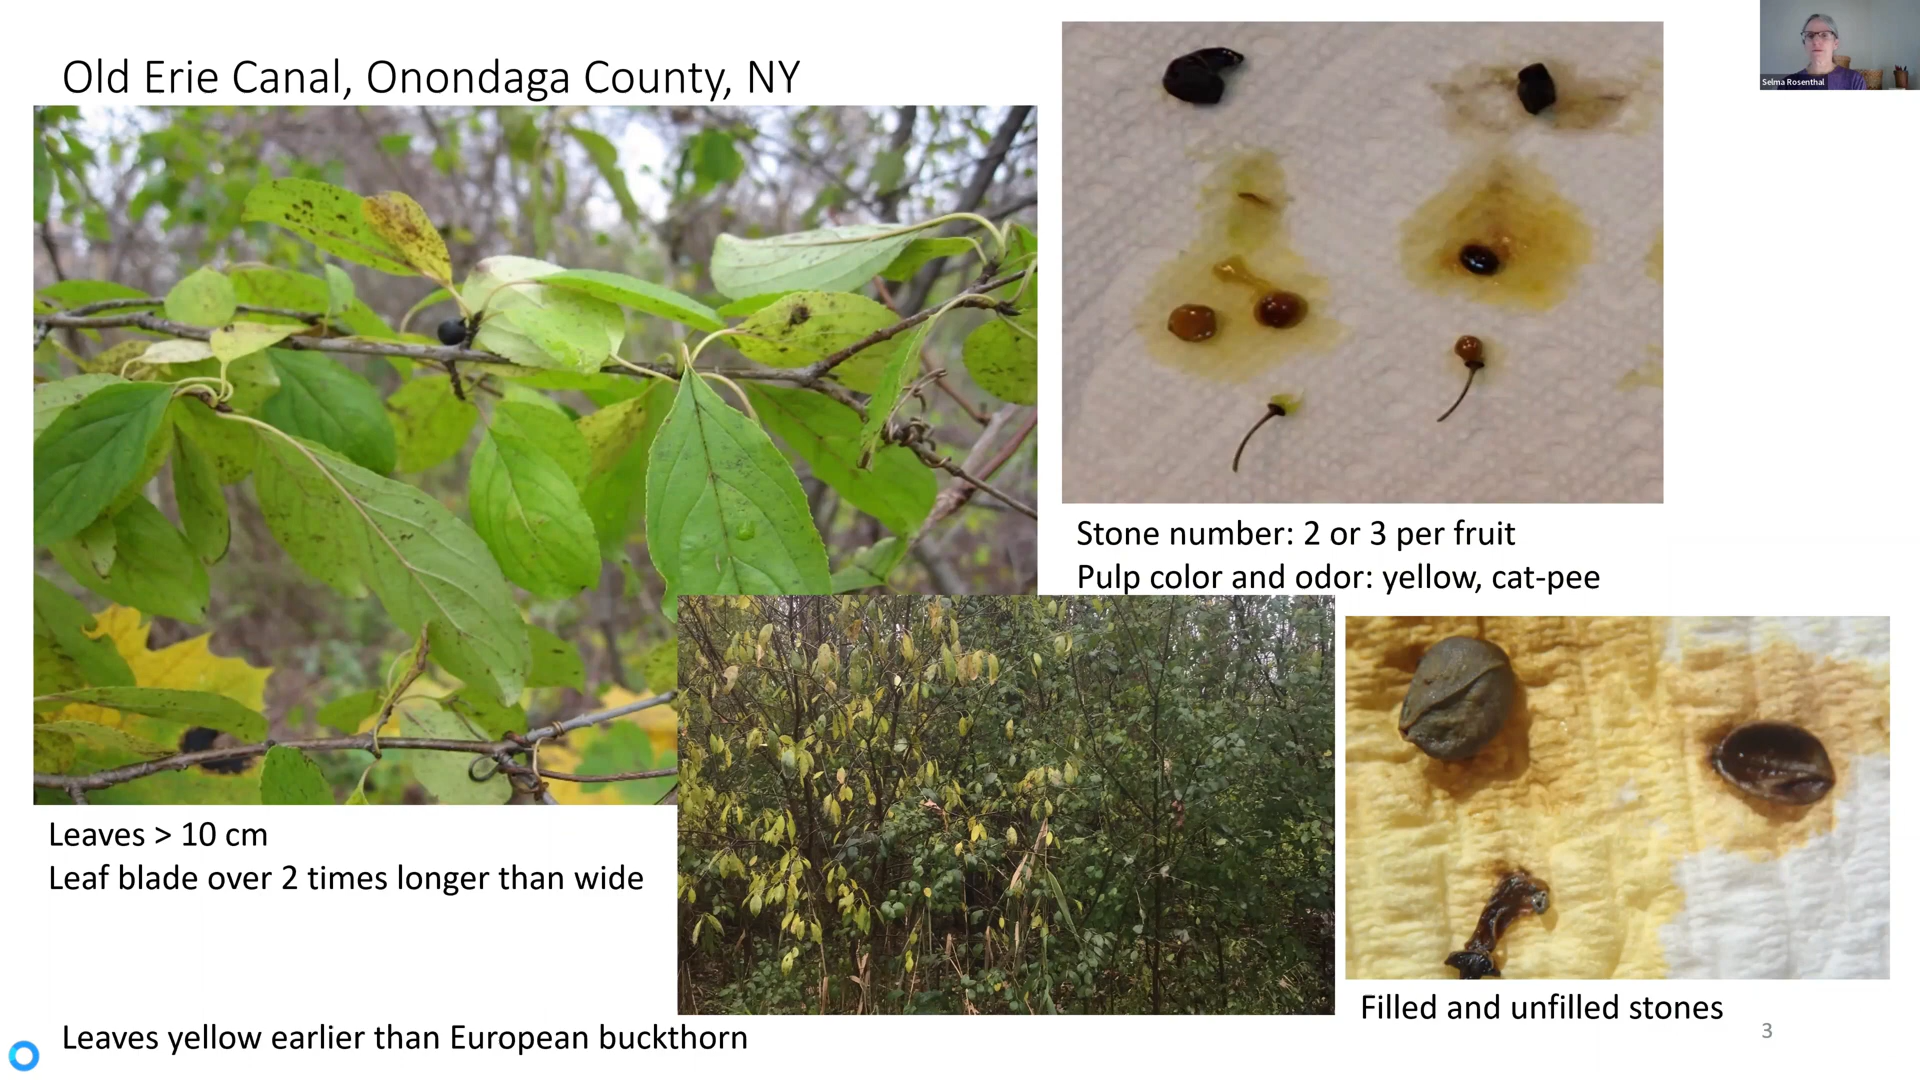 Old Erie Canal, Onondaga County, NY
Selma Rosenthal
Stone number: 2 or 3 per fruit
Pulp color and odor: yellow, cat-pee
Leaves > 10 cm
Leaf blade over 2 times longer than wide
Filled and unfilled stones
3
Leaves yellow earlier than European buckthorn